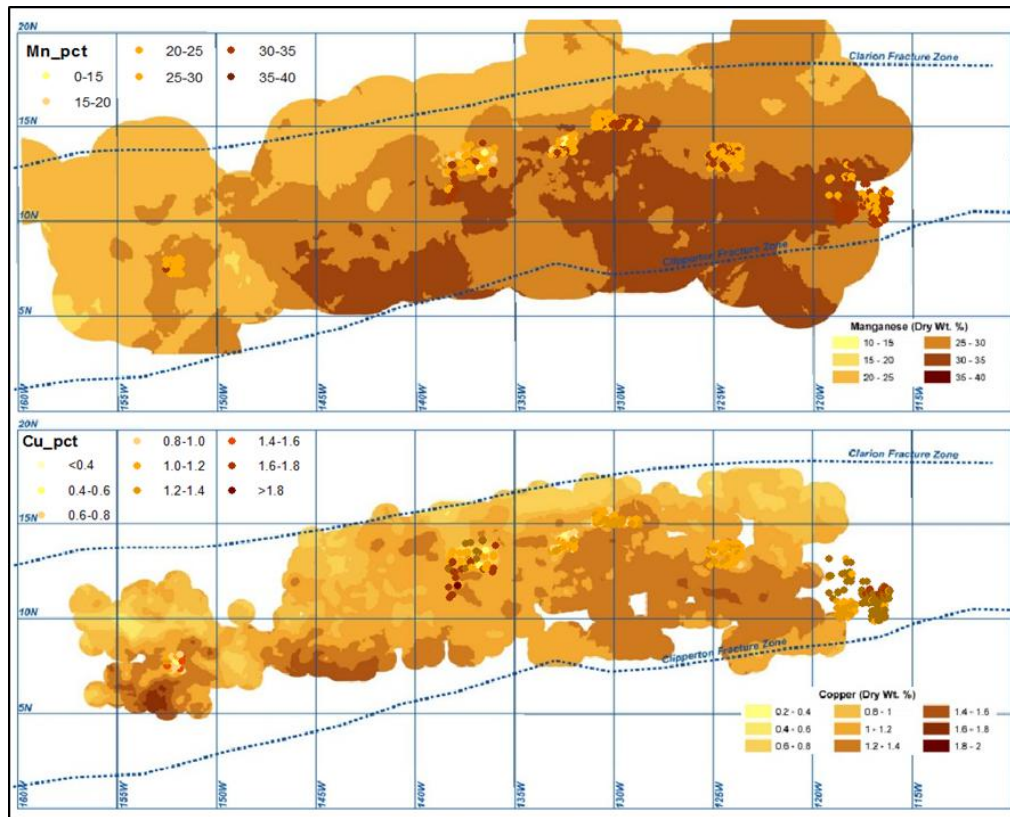 20N
Mn_pct
0-15
15-20
20-25
25-30
30-35
35-40
Clarion Fracture Zone
15N
10N
Clipperton Fracture Zone
5N
Manganese (Dry Wt. %)
10 - 15
15 - 20
20 - 25
25 - 30
30 - 35
35 - 40
160W
155W
150W
145W
140W
135W
130W
125W
120W
115W
20N
Cu_pct
<0.4
0.4-0.6
0.6-0.8
0.8-1.0
1.0-1.2
1.2-1.4
1.4-1.6
1.6-1.8
>1.8
Clarion Fracture Zone
15N
10N
Clipperton Fracture Zone
5N
Copper (Dry Wt. %)
0.2 - 0.4
0.4 - 0.6
0.6 - 0.8
0.8 - 1
1 - 1.2
1.2 - 1.4
1.4 - 1.6
1.6 - 1.8
1.8 - 2
160W
155W
150W
145W
140W
135W
130W
125W
120W
115W